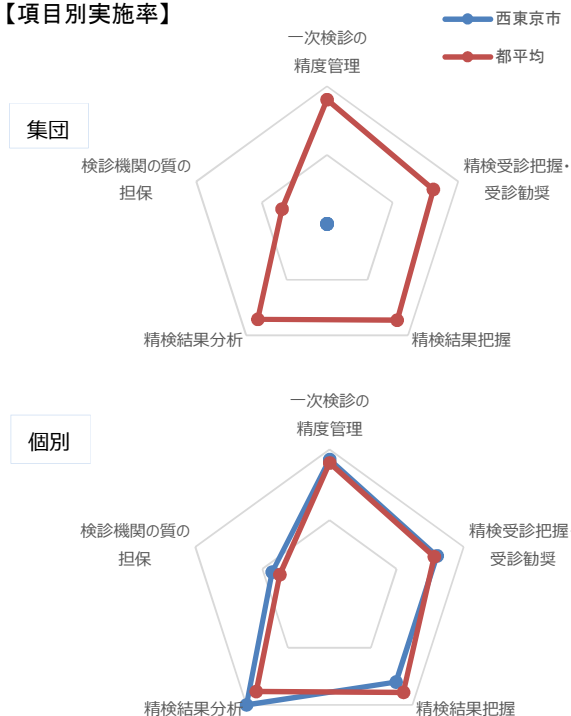 【項目別実施率】
西東京市
都平均
集団
一次検診の
精度管理
精検受診把握・
受診勧奨
精検結果把握
精検結果分析
検診機関の質の
担保
個別
一次検診の
精度管理
精検受診把握
受診勧奨
精検結果把握
精検結果分析
検診機関の質の
担保